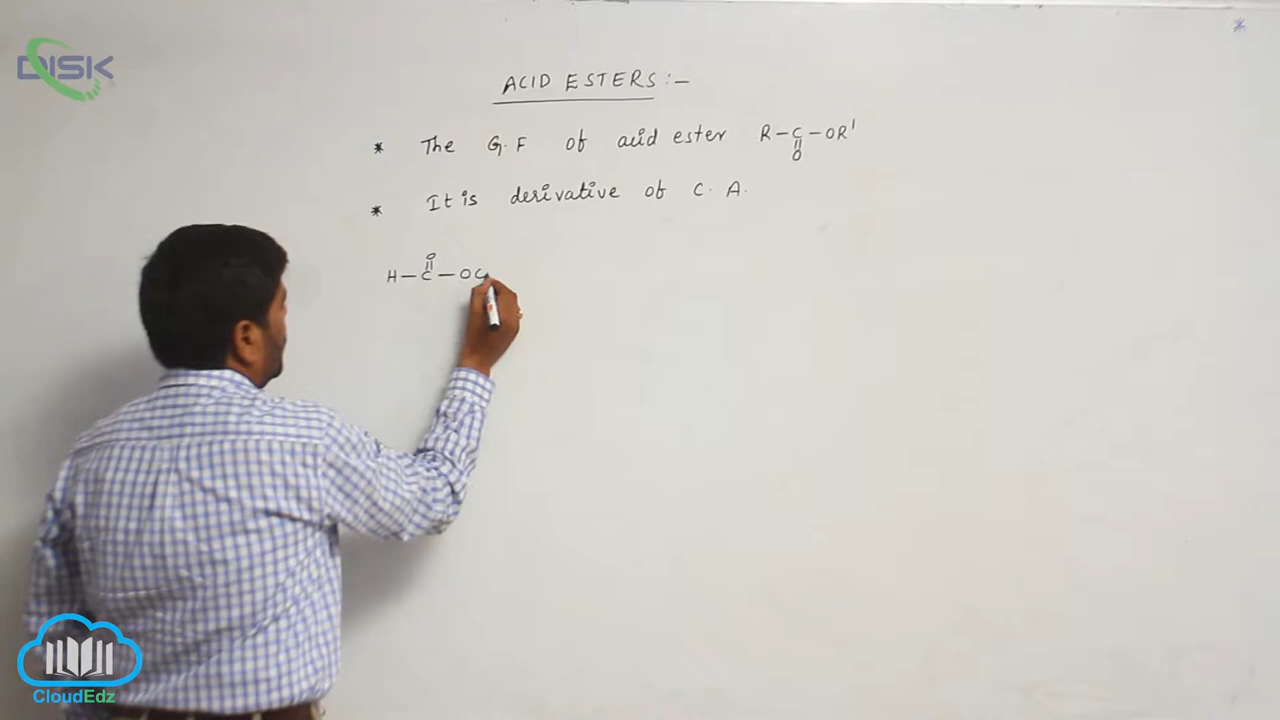 DISK
ACID ESTERS :-
* The G.F of acid ester R-C-OR'
O
* It is derivative of C. A.
O
H-C-OC
CloudEdz